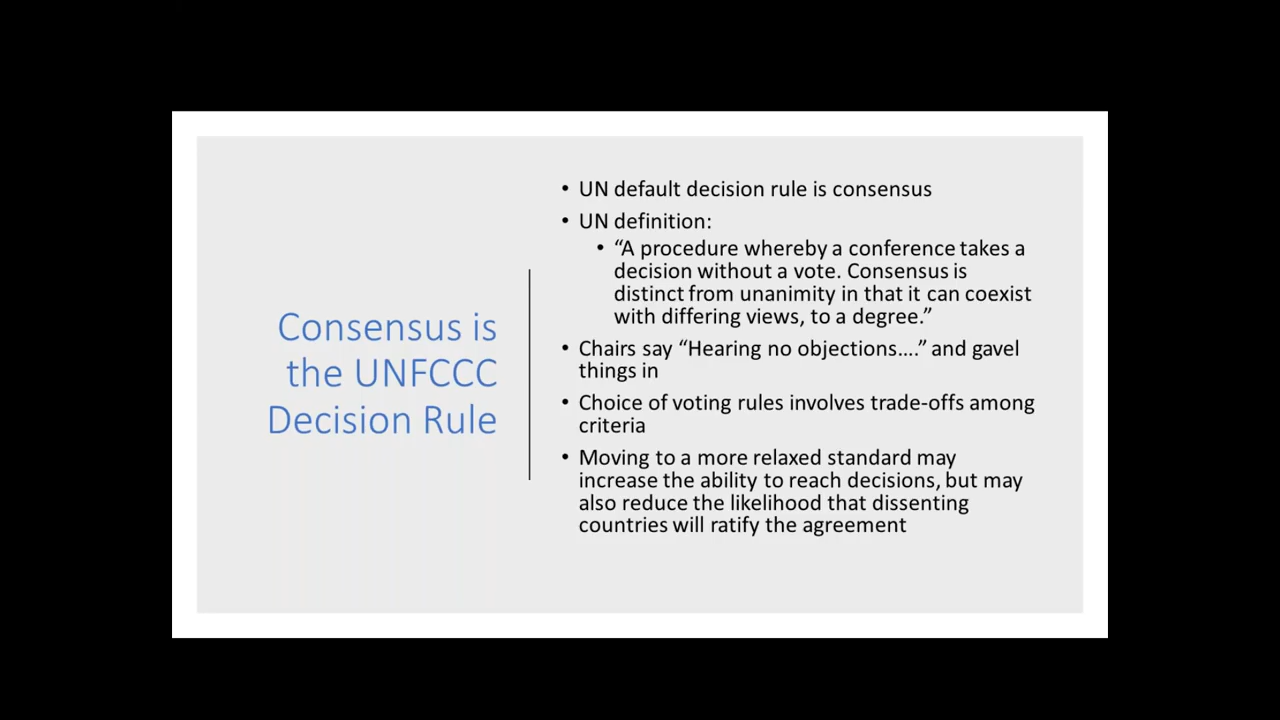 Consensus is
the UNFCCC
Decision Rule
• UN default decision rule is consensus
• UN definition:
• “A procedure whereby a conference takes a
decision without a vote. Consensus is
distinct from unanimity in that it can coexist
with differing views, to a degree.”
• Chairs say “Hearing no objections....” and gavel
things in
• Choice of voting rules involves trade-offs among
criteria
• Moving to a more relaxed standard may
increase the ability to reach decisions, but may
also reduce the likelihood that dissenting
countries will ratify the agreement